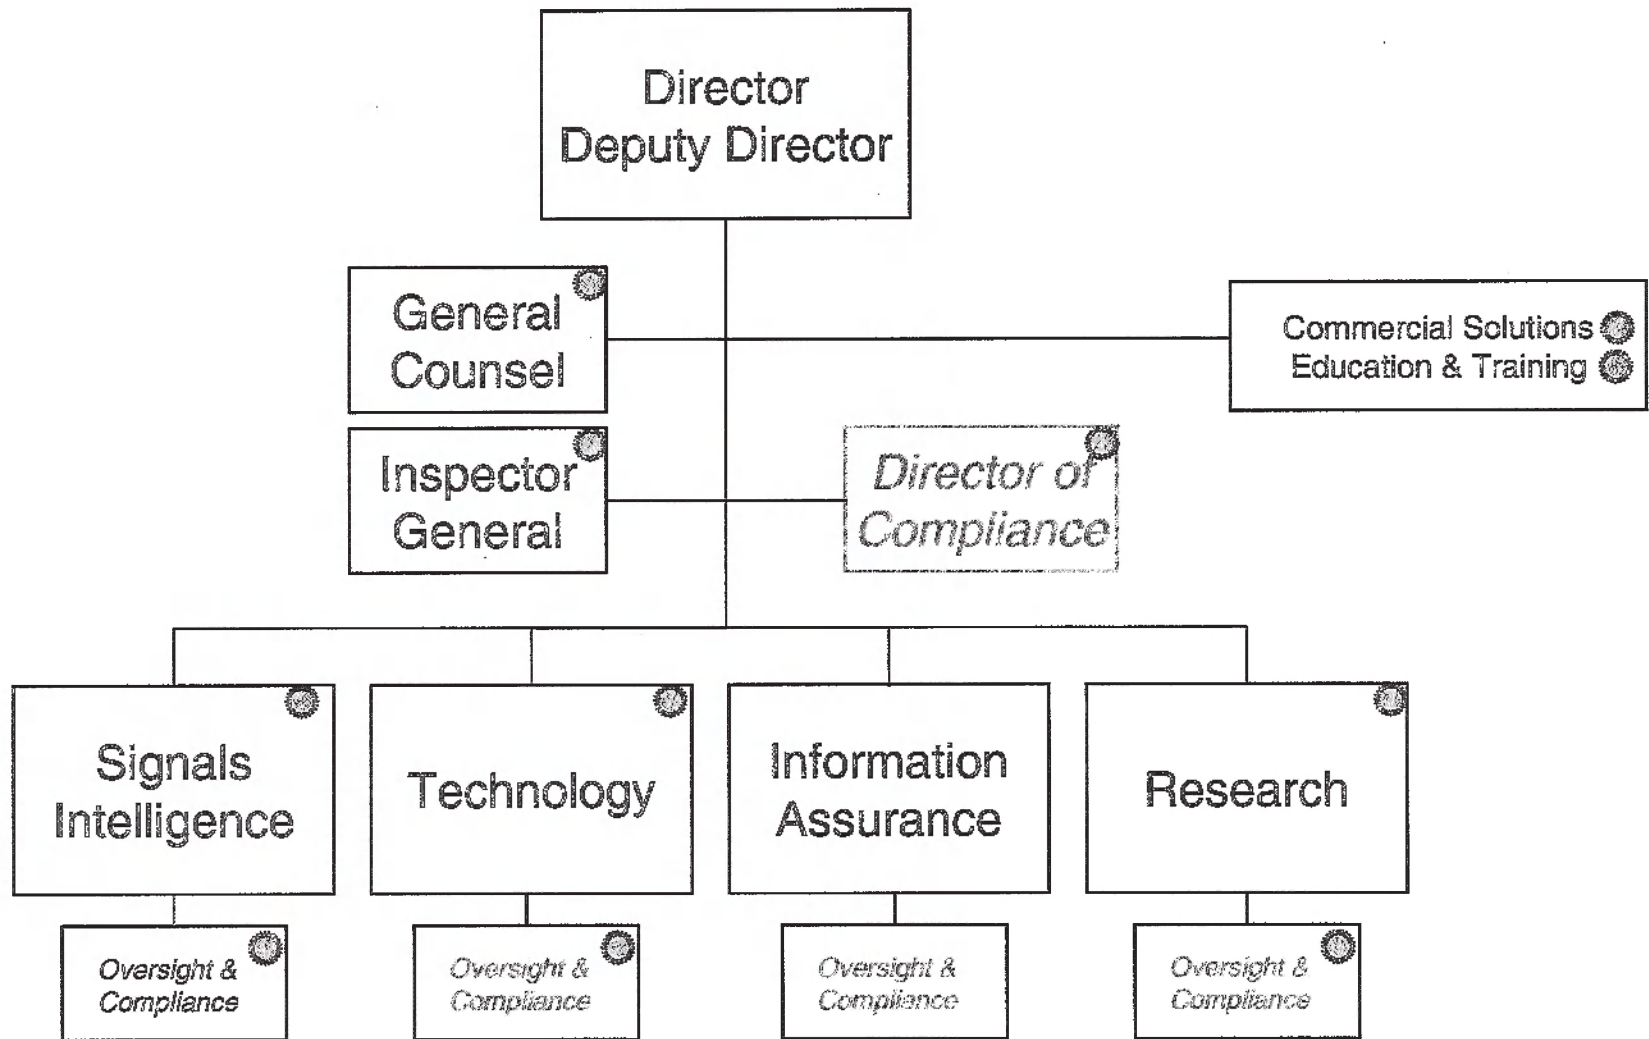 Director
Deputy Director
General
Counsel
Commercial Solutions
Education & Training
Inspector
General
Director of
Compliance
Signals
Intelligence
Technology
Information
Assurance
Research
Oversight &
Compliance
Oversight &
Compliance
Oversight &
Compliance
Oversight &
Compliance